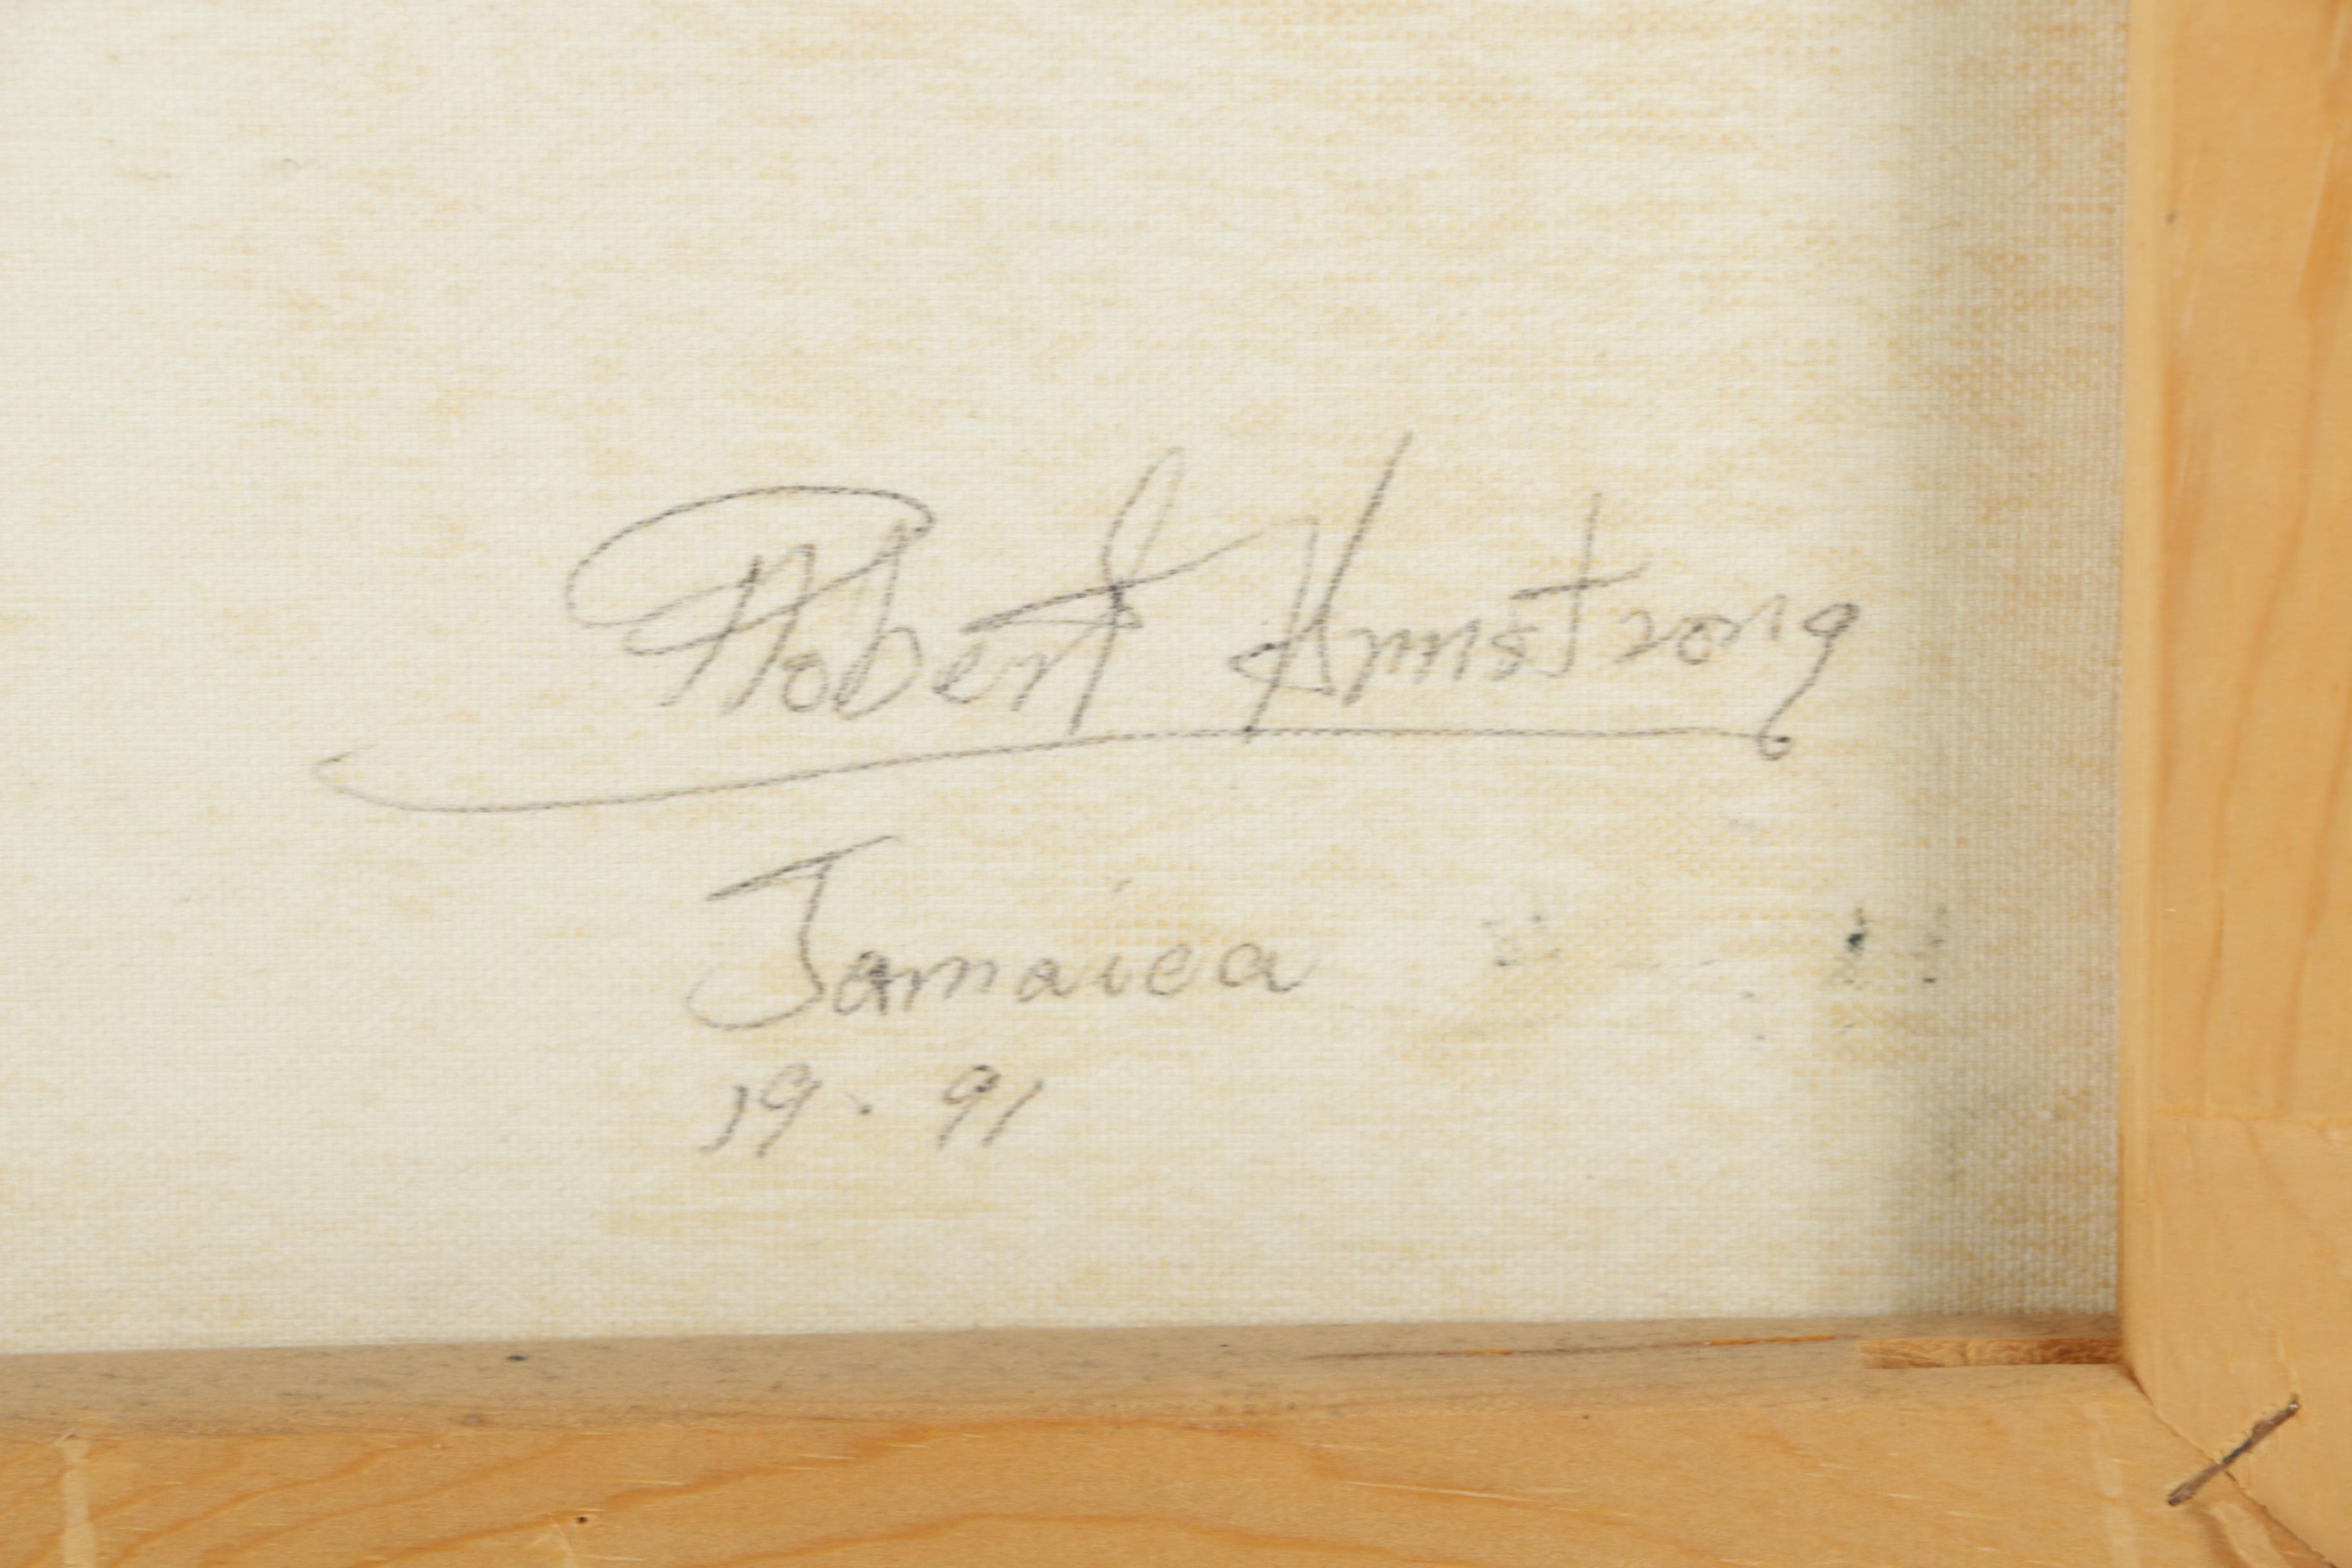 Robert Armstrong
Jamaica
19. 91